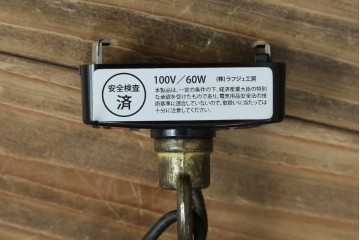 安全検査
済
100V／60W (株)ラフジュ工房
本製品は、一定の条件の下、経済産業大臣の特別
な承認を受けたものであり、電気用品安全法の技
術基準に適合していないので、取扱いに当たっては
十分に注意してください。